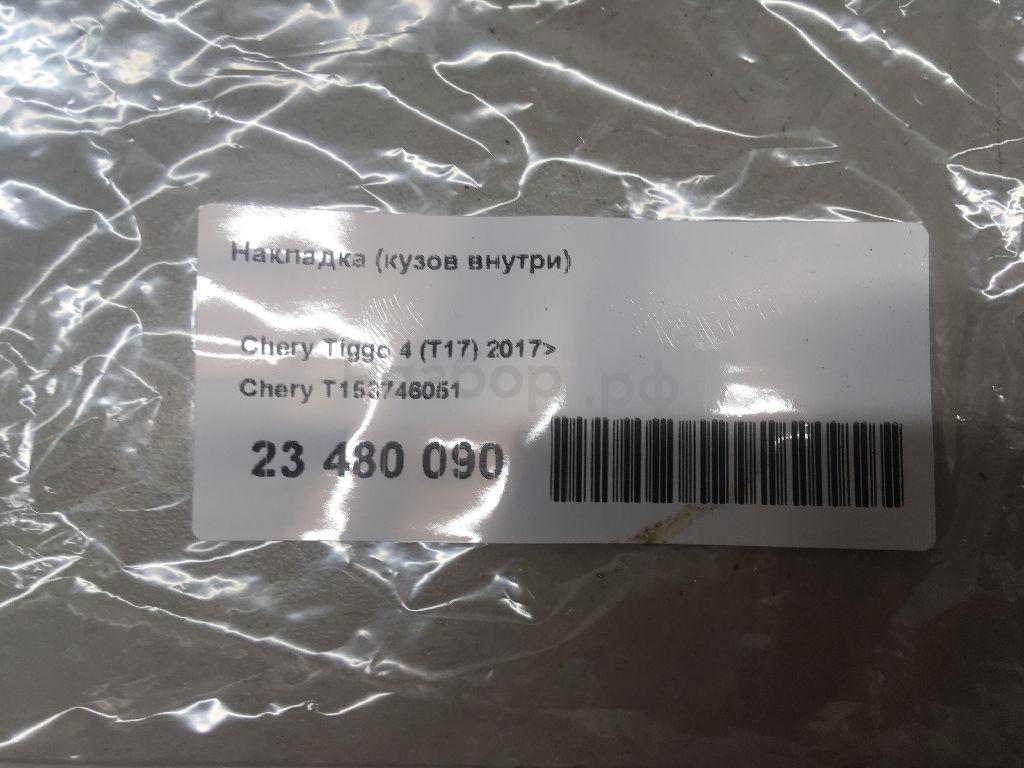 Накладка (кузов внутри)
Chery Tiggo 4 (T17) 2017>
Chery T153746051
23 480 090